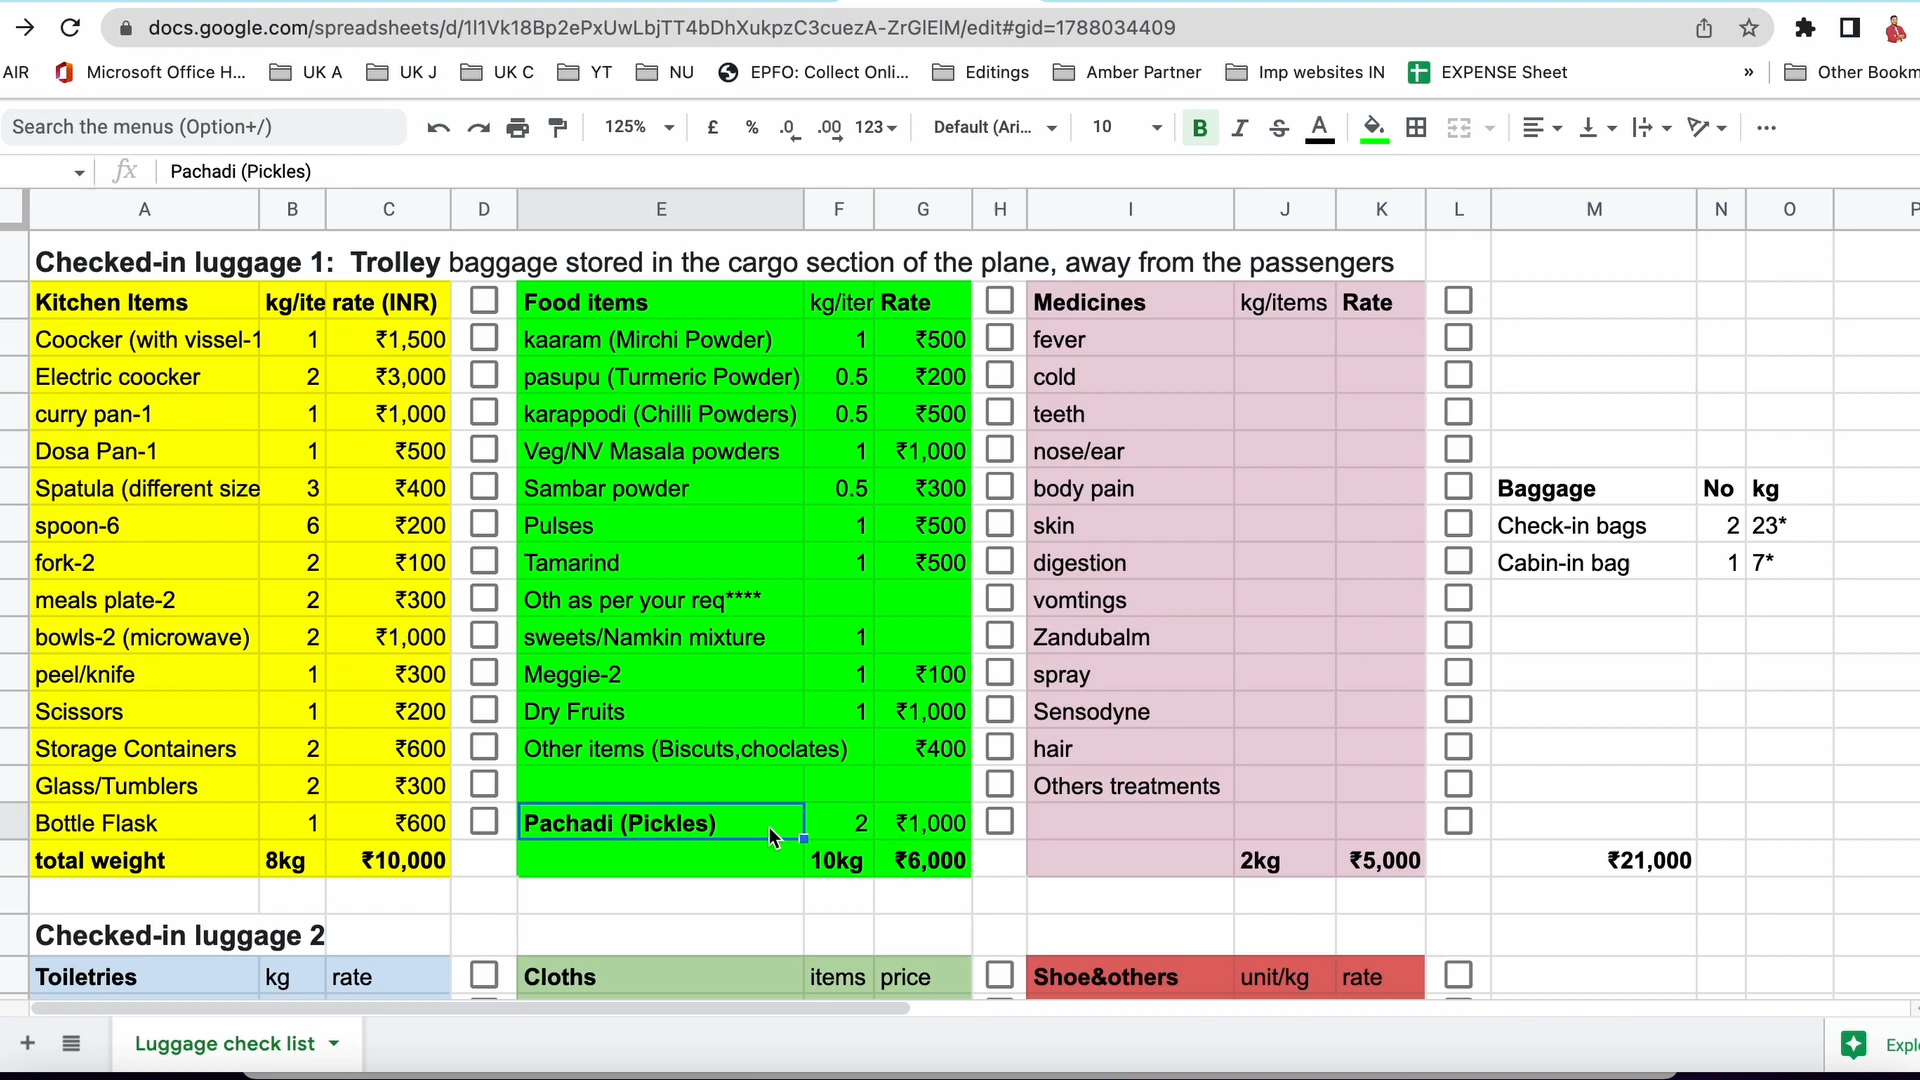 docs.google.com/spreadsheets/d/1I1Vk18Bp2ePxUwLbjTT4bDhXukpzC3cuezA-ZrGlElM/edit#gid=1788034409
AIR Microsoft Office H... UK A UK J UK C YT NU EPFO: Collect Onli... Editings Amber Partner Imp websites IN EXPENSE Sheet » Other Bookm
Search the menus (Option+/) 125% £ % .0 .00 123 Default (Ari... 10 B I S A
fx Pachadi (Pickles)
A B C D E F G H I J K L M N O P
Checked-in luggage 1: Trolley baggage stored in the cargo section of the plane, away from the passengers
Kitchen Items kg/ite rate (INR) Food items kg/iter Rate Medicines kg/items Rate
Coocker (with vissel-1 1 ₹1,500 kaaram (Mirchi Powder) 1 ₹500 fever
Electric coocker 2 ₹3,000 pasupu (Turmeric Powder) 0.5 ₹200 cold
curry pan-1 1 ₹1,000 karappodi (Chilli Powders) 0.5 ₹500 teeth
Dosa Pan-1 1 ₹500 Veg/NV Masala powders 1 ₹1,000 nose/ear
Spatula (different size 3 ₹400 Sambar powder 0.5 ₹300 body pain Baggage No kg
spoon-6 6 ₹200 Pulses 1 ₹500 skin Check-in bags 2 23*
fork-2 2 ₹100 Tamarind 1 ₹500 digestion Cabin-in bag 1 7*
meals plate-2 2 ₹300 Oth as per your req**** vomtings
bowls-2 (microwave) 2 ₹1,000 sweets/Namkin mixture 1 Zandubalm
peel/knife 1 ₹300 Meggie-2 1 ₹100 spray
Scissors 1 ₹200 Dry Fruits 1 ₹1,000 Sensodyne
Storage Containers 2 ₹600 Other items (Biscuts,choclates) ₹400 hair
Glass/Tumblers 2 ₹300 Others treatments
Bottle Flask 1 ₹600 Pachadi (Pickles) 2 ₹1,000
total weight 8kg ₹10,000 10kg ₹6,000 2kg ₹5,000 ₹21,000
Checked-in luggage 2
Toiletries kg rate Cloths items price Shoe&others unit/kg rate
Luggage check list Explo